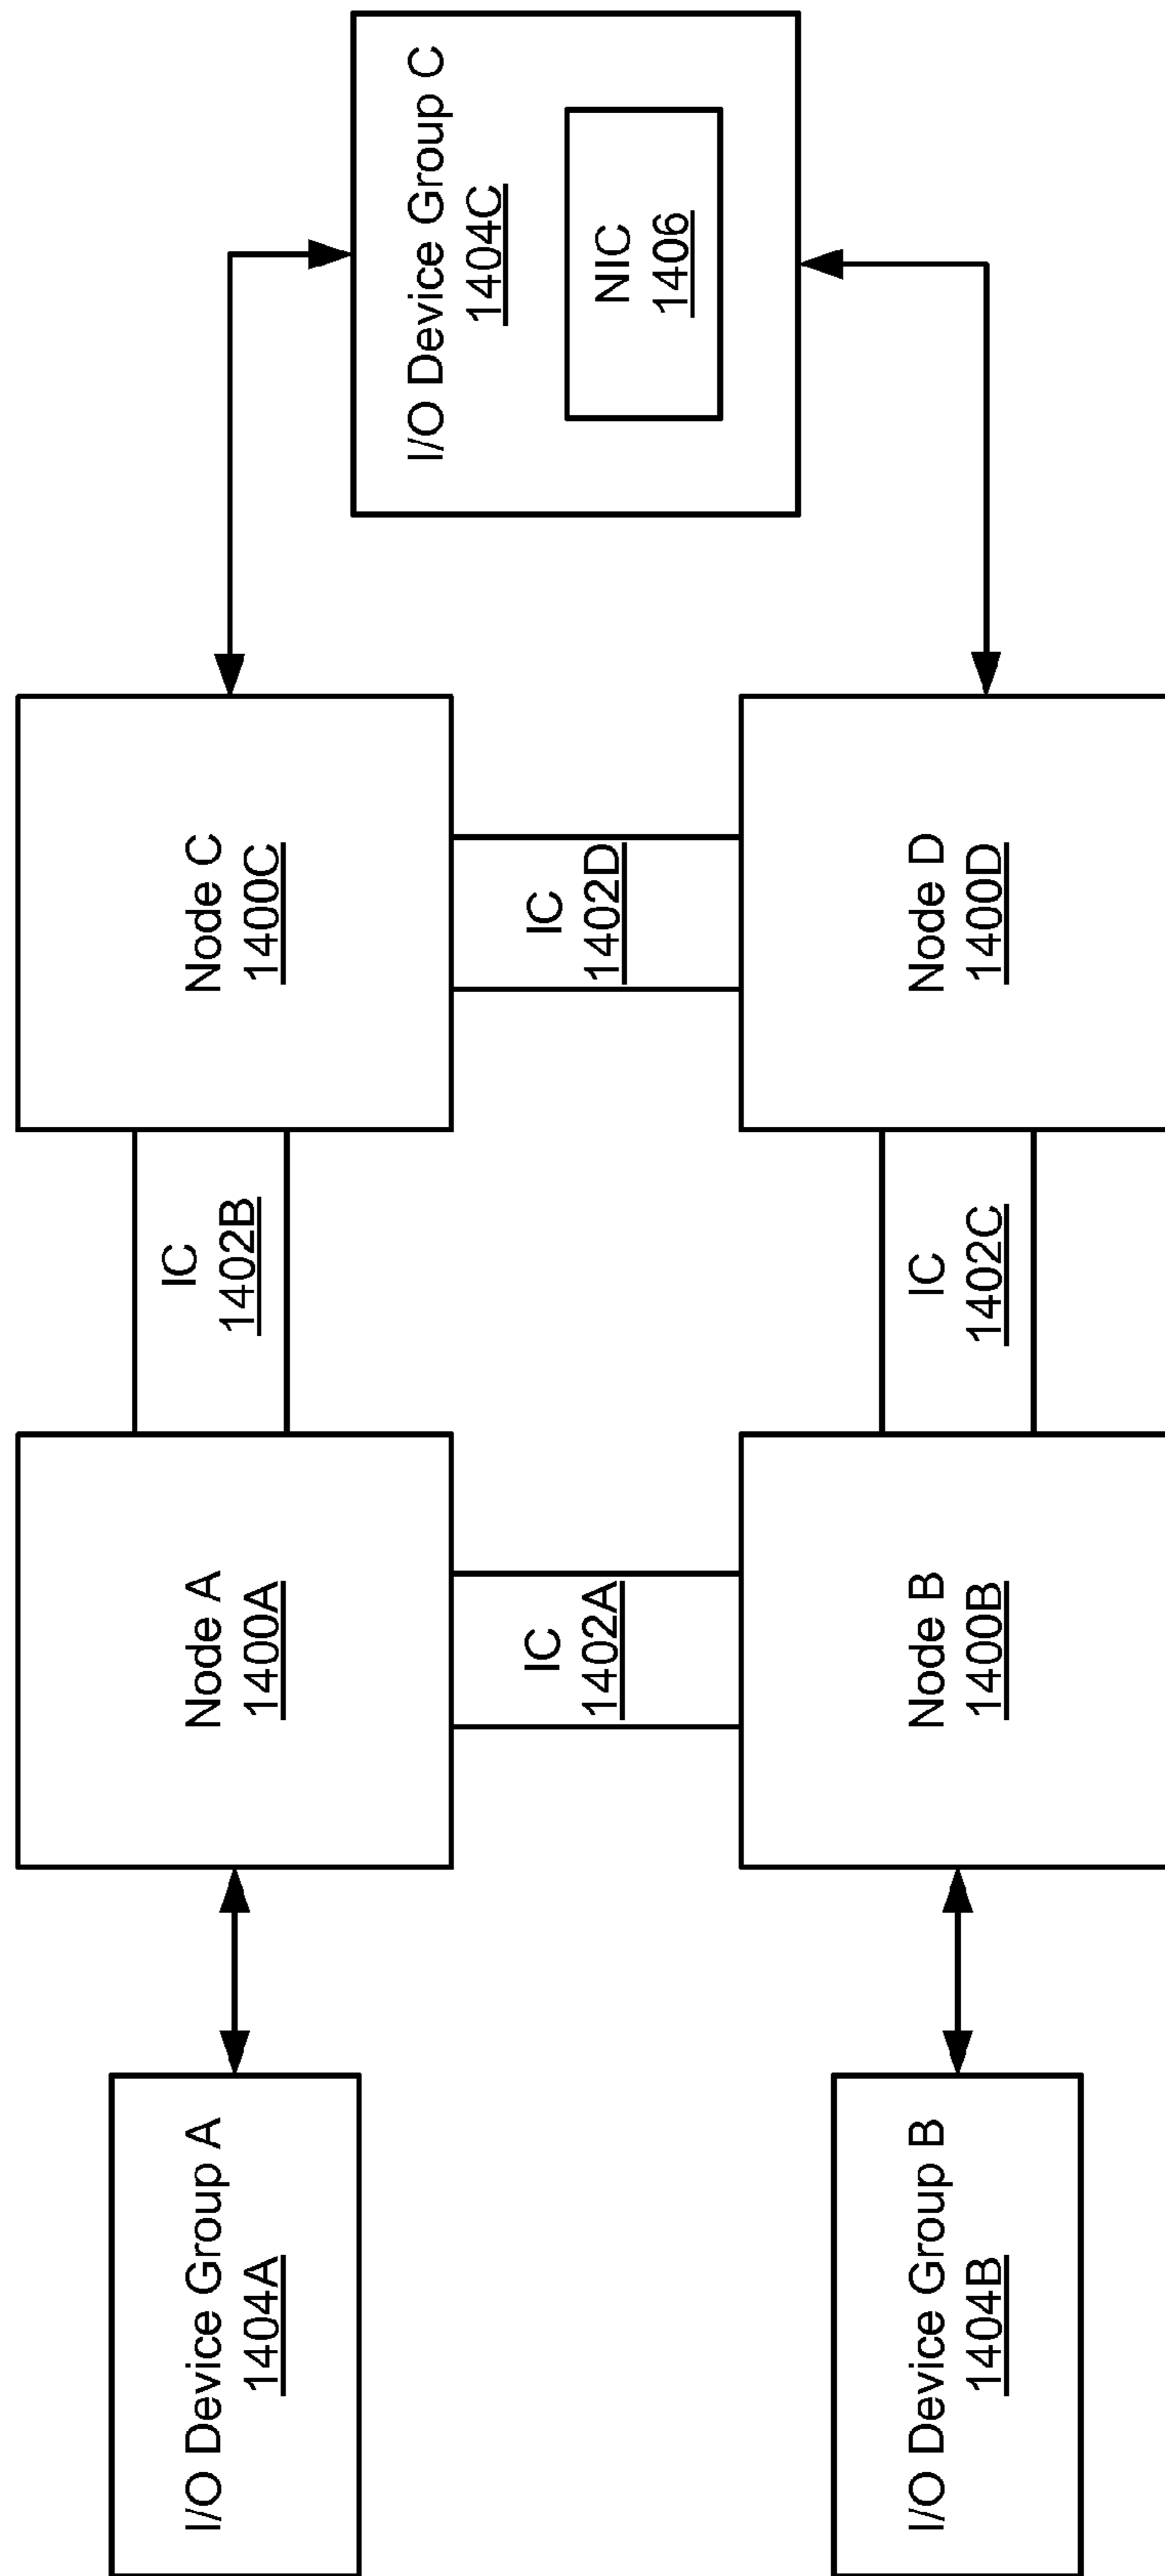 I/O Device Group A
1404A
Node A
1400A
IC
1402B
Node C
1400C
IC
1402A
IC
1402D
I/O Device Group C
1404C
NIC
1406
I/O Device Group B
1404B
Node B
1400B
IC
1402C
Node D
1400D